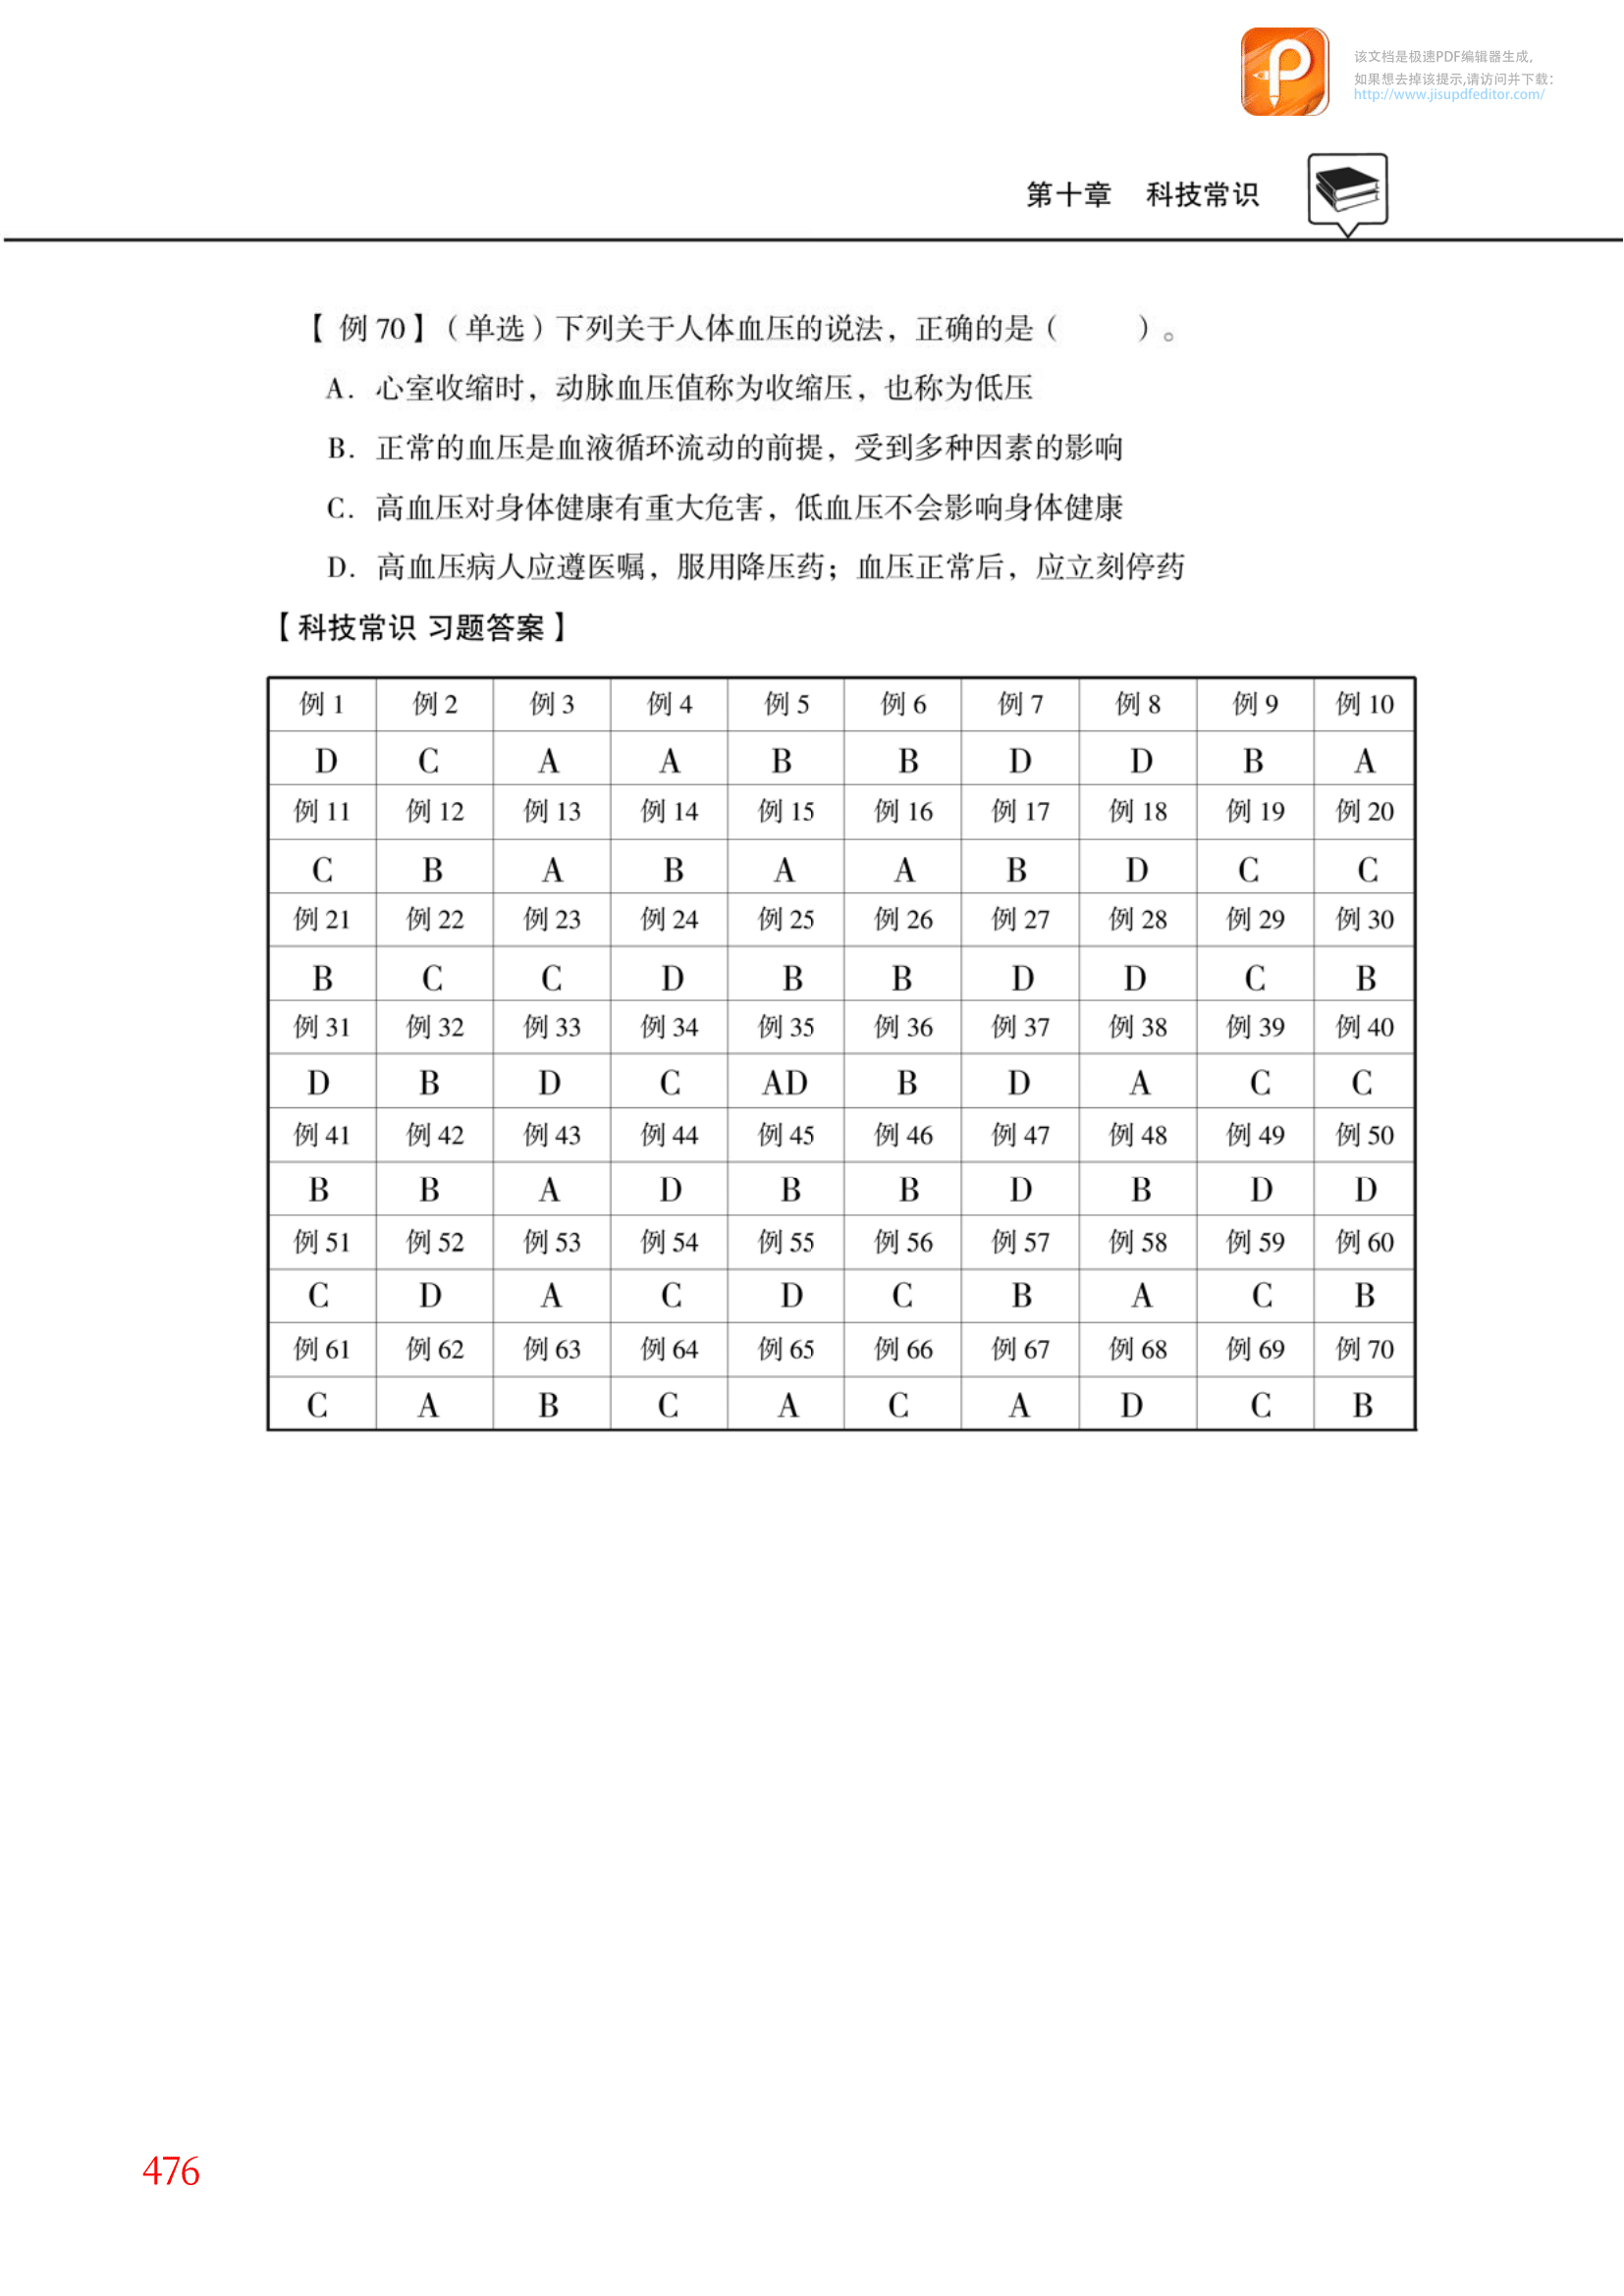 该文档是极速PDF编辑器生成,
如果想去掉该提示,请访问并下载:
http://www.jisupdfeditor.com/
第十章 科技常识
【 例 70】（单选）下列关于人体血压的说法，正确的是（ ）。
A. 心室收缩时，动脉血压值称为收缩压，也称为低压
B. 正常的血压是血液循环流动的前提，受到多种因素的影响
C. 高血压对身体健康有重大危害，低血压不会影响身体健康
D. 高血压病人应遵医嘱，服用降压药；血压正常后，应立刻停药
【 科技常识 习题答案 】
例 1 例 2 例 3 例 4 例 5 例 6 例 7 例 8 例 9 例 10
D C A A B B D D B A
例 11 例 12 例 13 例 14 例 15 例 16 例 17 例 18 例 19 例 20
C B A B A A B D C C
例 21 例 22 例 23 例 24 例 25 例 26 例 27 例 28 例 29 例 30
B C C D B B D D C B
例 31 例 32 例 33 例 34 例 35 例 36 例 37 例 38 例 39 例 40
D B D C AD B D A C C
例 41 例 42 例 43 例 44 例 45 例 46 例 47 例 48 例 49 例 50
B B A D B B D B D D
例 51 例 52 例 53 例 54 例 55 例 56 例 57 例 58 例 59 例 60
C D A C D C B A C B
例 61 例 62 例 63 例 64 例 65 例 66 例 67 例 68 例 69 例 70
C A B C A C A D C B
476